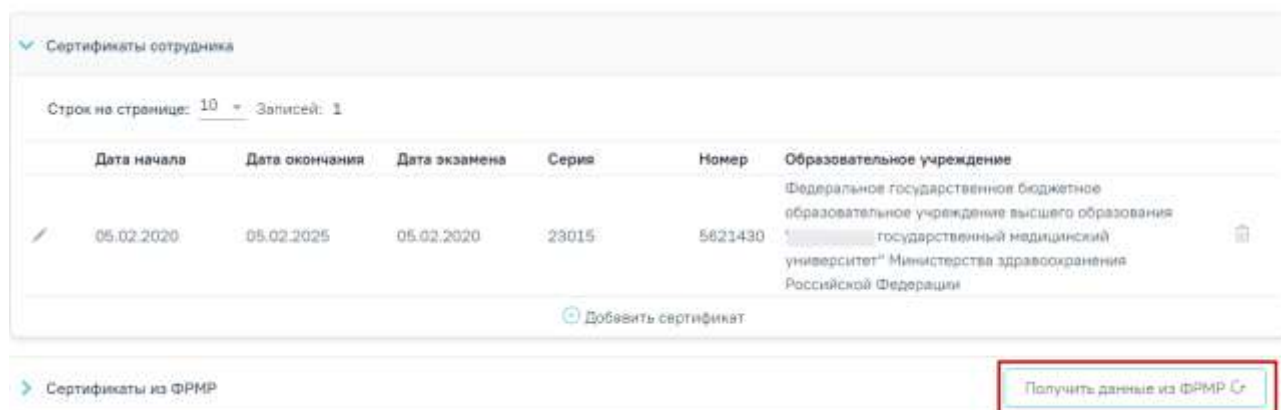 Сертификаты сотрудника
Строк на странице: 10 Записей: 1
Дата начала Дата окончания Дата экзамена Серия Номер Образовательное учреждение
Федеральное государственное бюджетное
образовательное учреждение высшего образования
05.02.2020 05.02.2025 05.02.2020 23015 5621430 " государственный медицинский
университет" Министерства здравоохранения
Российской Федерации
Добавить сертификат
Сертификаты из ФРМР Получить данные из ФРМР